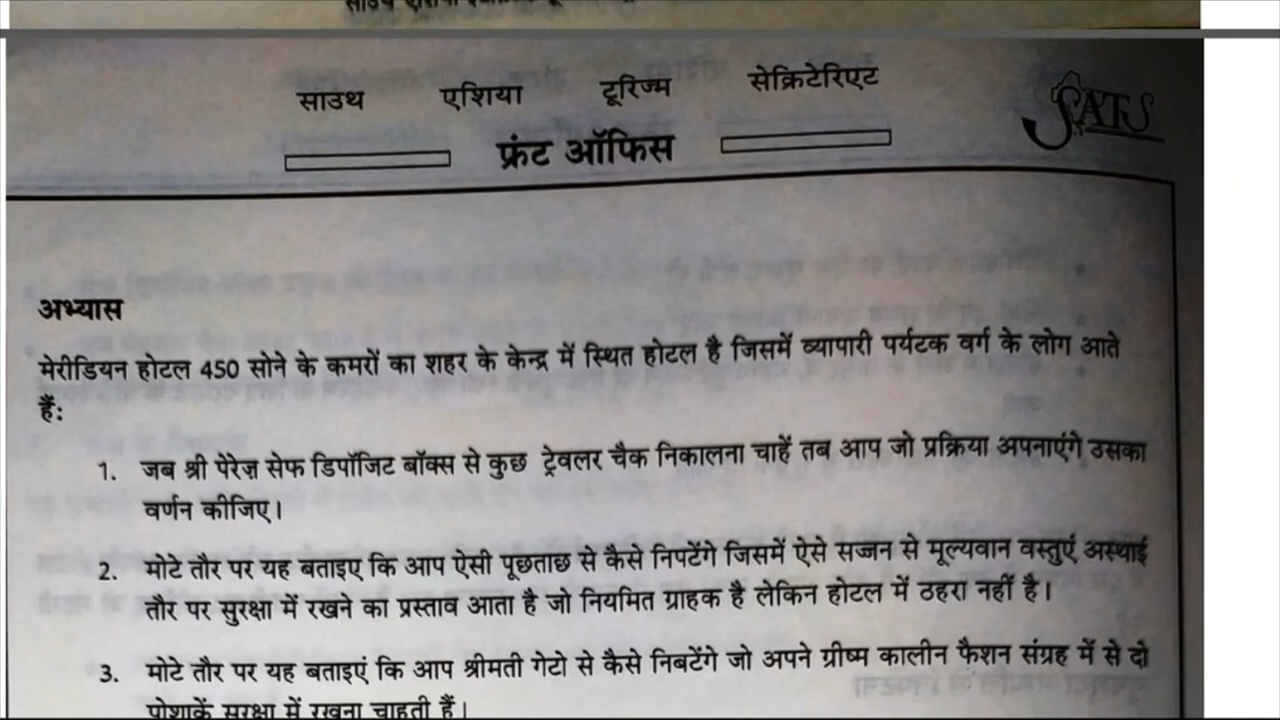 साउथ एशिया टूरिज्म सेक्रिटेरिएट
SATS
फ्रंट ऑफिस
अभ्यास
मेरीडियन होटल 450 सोने के कमरों का शहर के केन्द्र में स्थित होटल है जिसमें व्यापारी पर्यटक वर्ग के लोग आते
हैं:
1. जब श्री पेरेज़ सेफ डिपॉजिट बॉक्स से कुछ ट्रेवलर चैक निकालना चाहें तब आप जो प्रक्रिया अपनाएंगे उसका
वर्णन कीजिए।
2. मोटे तौर पर यह बताइए कि आप ऐसी पूछताछ से कैसे निपटेंगे जिसमें ऐसे सज्जन से मूल्यवान वस्तुएं अस्थाई
तौर पर सुरक्षा में रखने का प्रस्ताव आता है जो नियमित ग्राहक है लेकिन होटल में ठहरा नहीं है।
3. मोटे तौर पर यह बताइएं कि आप श्रीमती गेटो से कैसे निबटेंगे जो अपने ग्रीष्म कालीन फैशन संग्रह में से दो
पोशाकें सुरक्षा में रखना चाहती हैं।